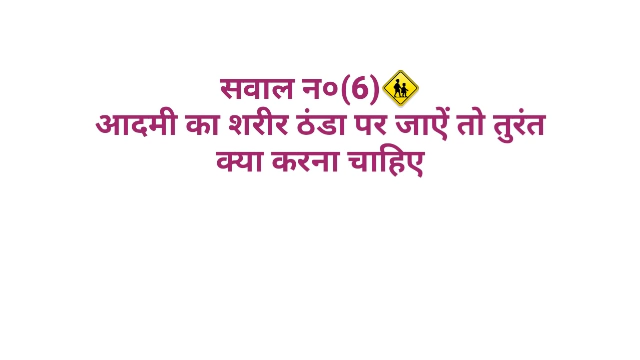 सवाल न०(6)🚸
आदमी का शरीर ठंडा पर जाऐं तो तुरंत
क्या करना चाहिए